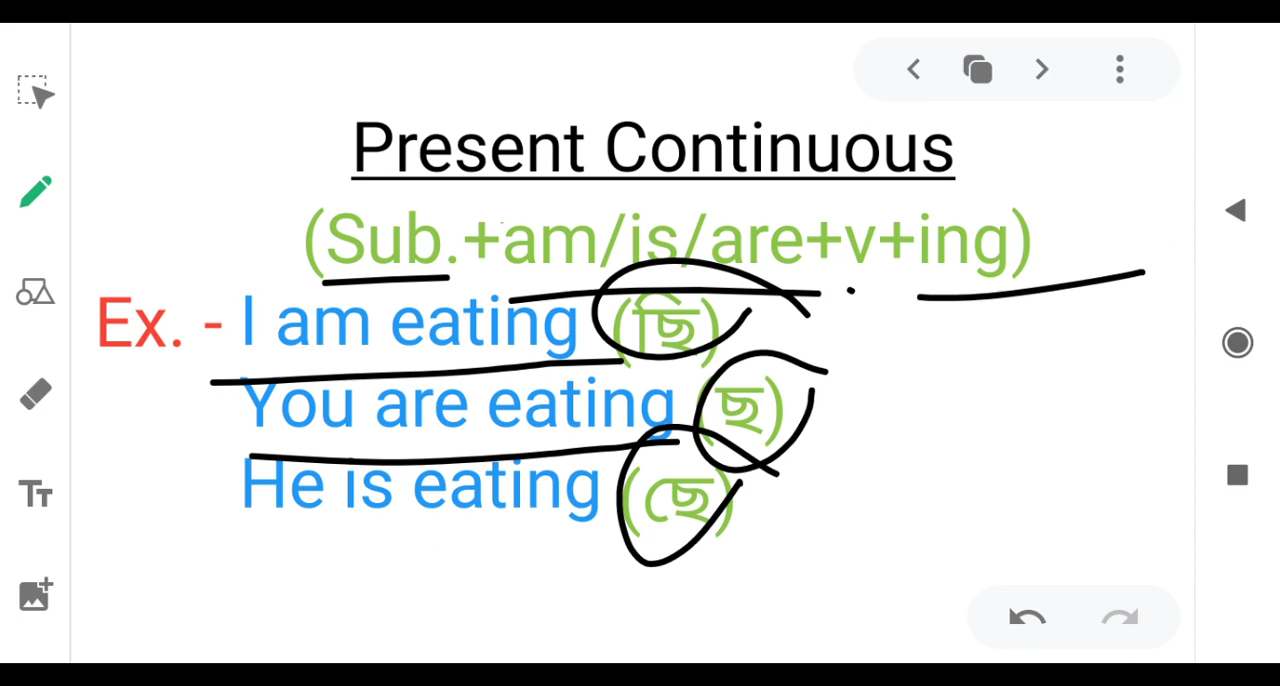 Present Continuous
(Sub.+am/is/are+v+ing)
Ex. - I am eating (ছি)
You are eating (ছ)
He is eating (ছে)